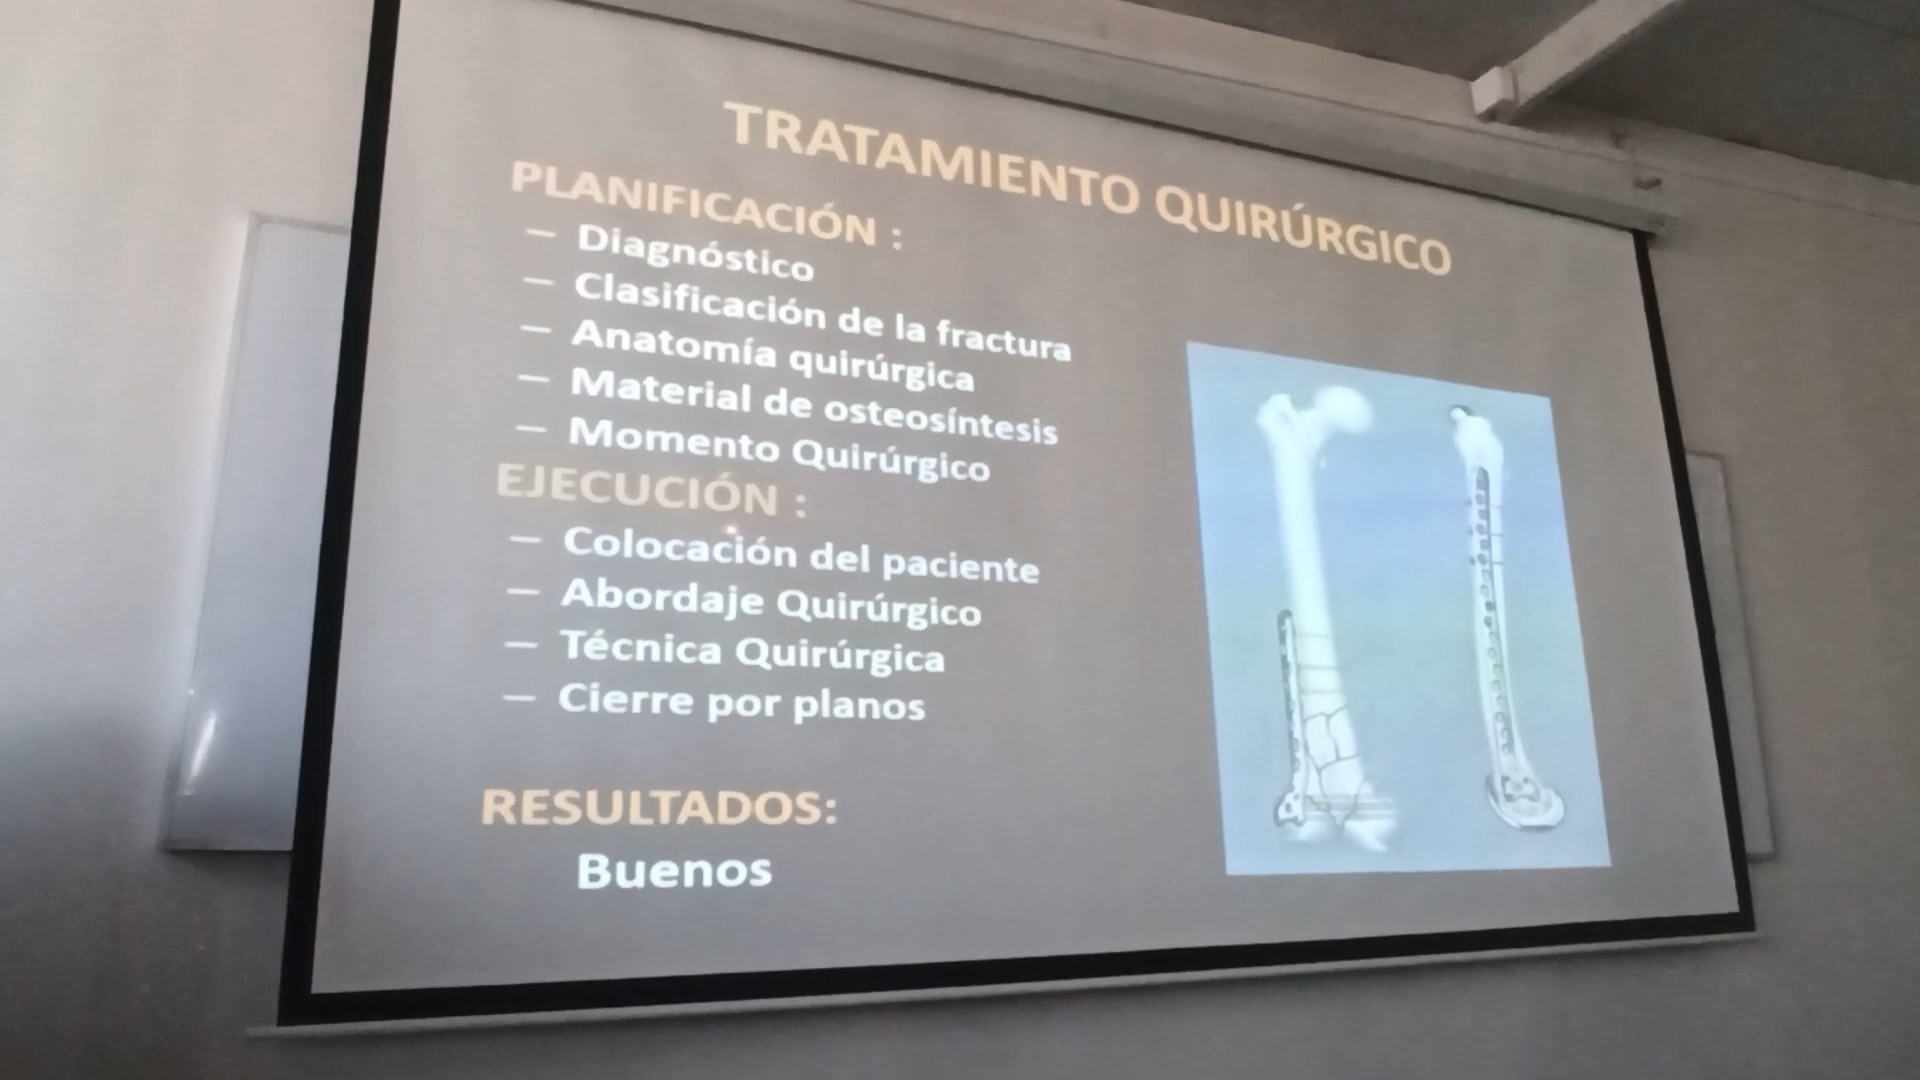 TRATAMIENTO QUIRÚRGICO
PLANIFICACIÓN :
– Diagnóstico
– Clasificación de la fractura
– Anatomía quirúrgica
– Material de osteosíntesis
– Momento Quirúrgico
EJECUCIÓN :
– Colocación del paciente
– Abordaje Quirúrgico
– Técnica Quirúrgica
– Cierre por planos
RESULTADOS:
Buenos